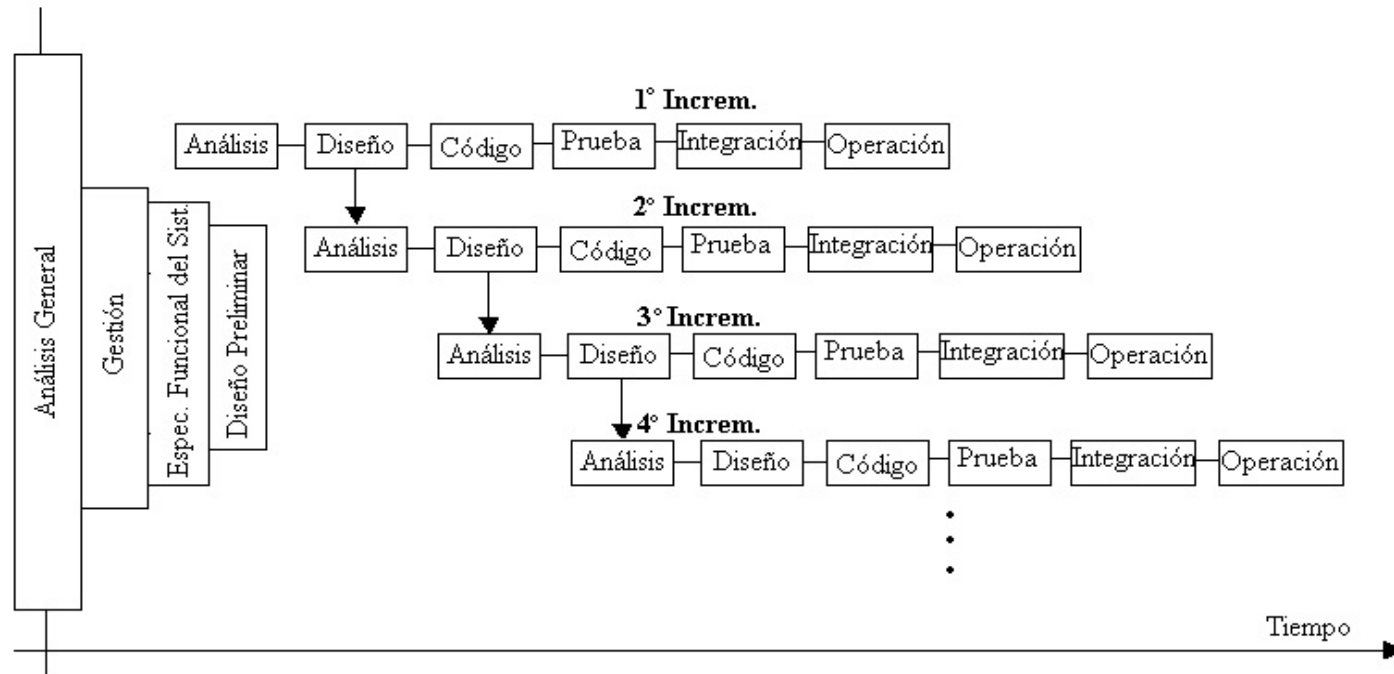 Análisis General
Gestión
Espec. Funcional del Sist.
Diseño Preliminar
1° Increm.
Análisis Diseño Código Prueba Integración Operación
2° Increm.
Análisis Diseño Código Prueba Integración Operación
3° Increm.
Análisis Diseño Código Prueba Integración Operación
4° Increm.
Análisis Diseño Código Prueba Integración Operación
Tiempo